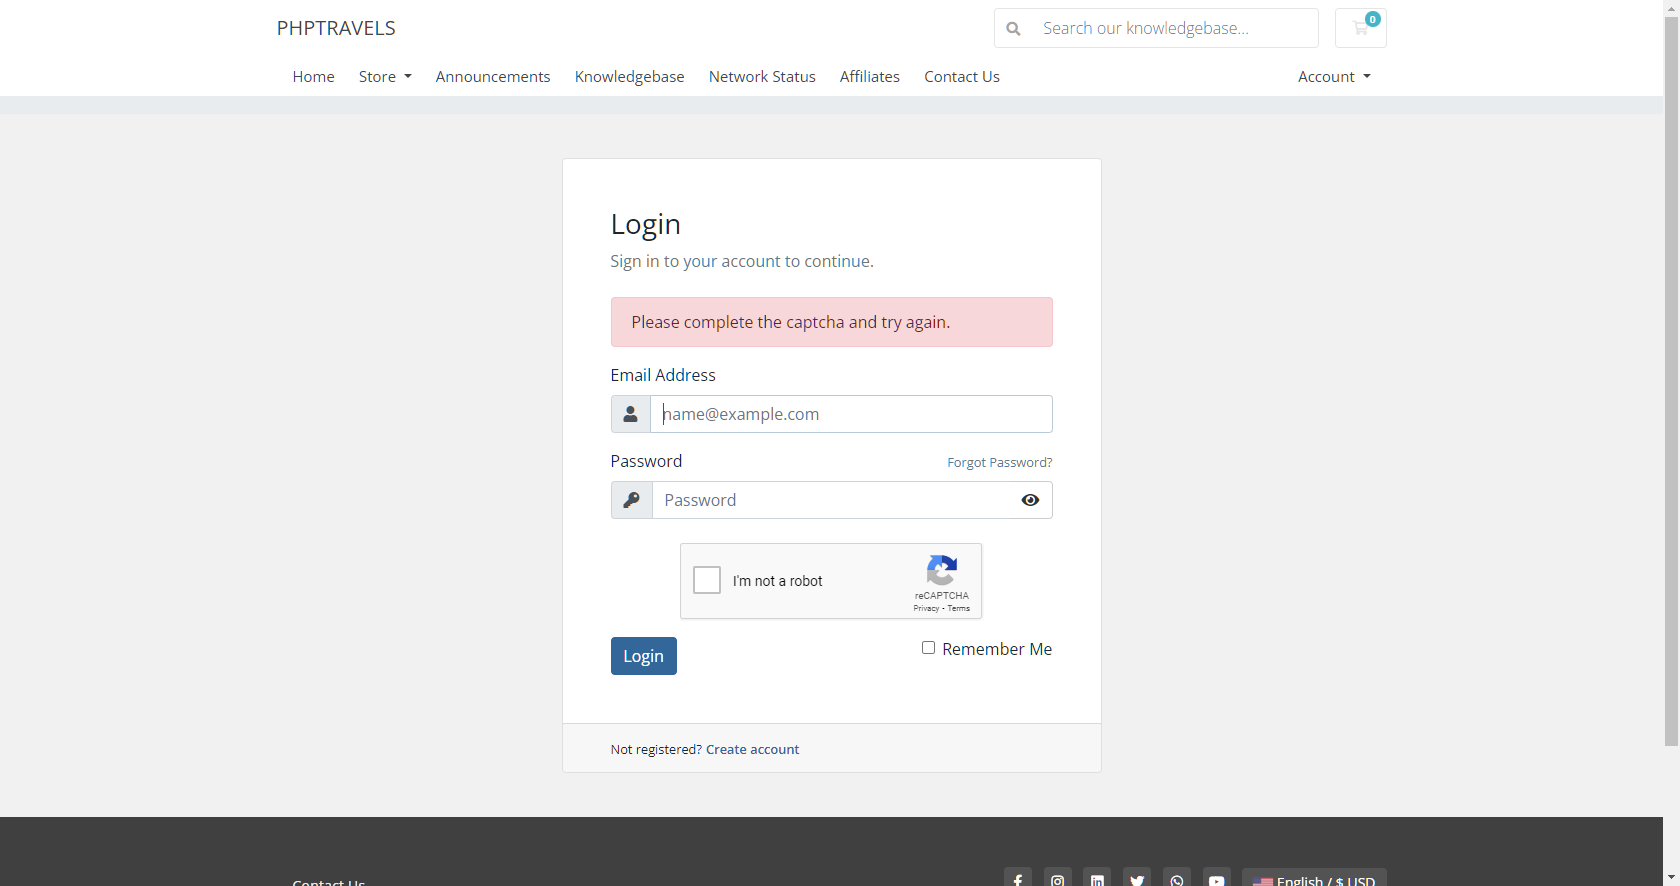 PHPTRAVELS
Search our knowledgebase...
0
Home Store Announcements Knowledgebase Network Status Affiliates Contact Us Account
Login
Sign in to your account to continue.
Please complete the captcha and try again.
Email Address
name@example.com
Password Forgot Password?
Password
I'm not a robot
reCAPTCHA
Privacy - Terms
Login Remember Me
Not registered? Create account
Contact Us English / $ USD